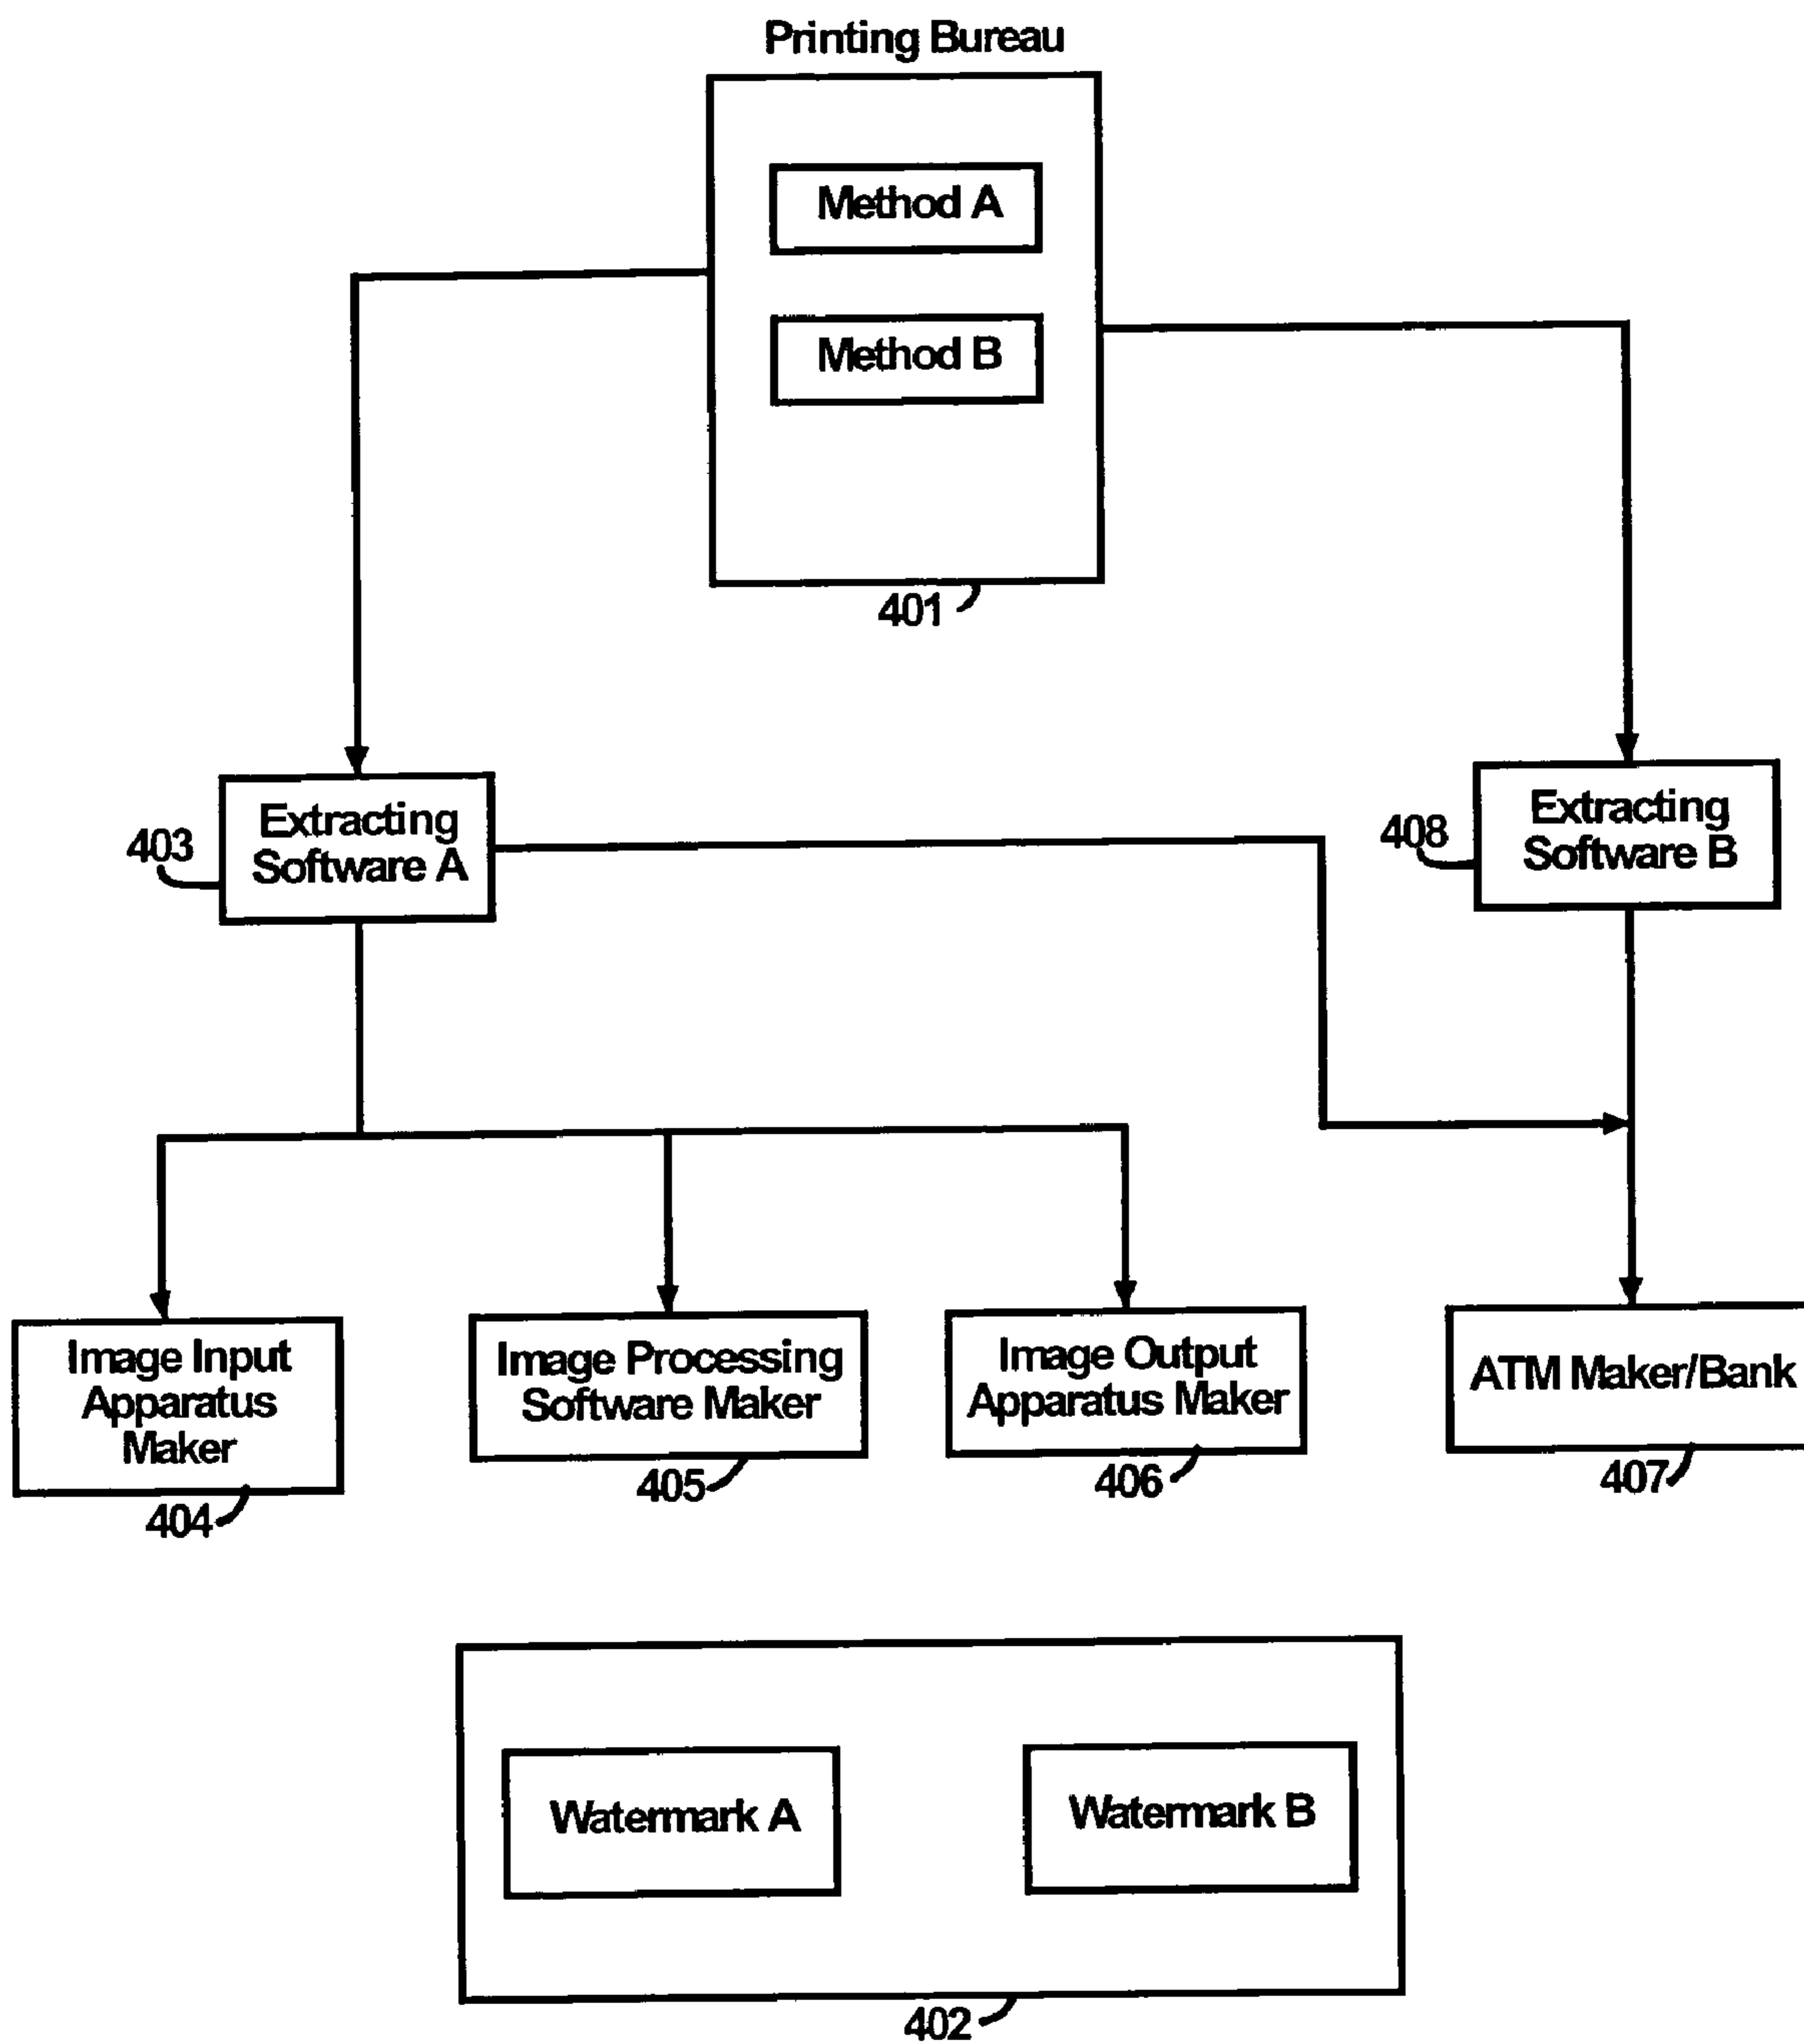 Printing Bureau
Method A
Method B
401
Extracting
Software A
403
Extracting
Software B
408
Image Input
Apparatus
Maker
404
Image Processing
Software Maker
405
Image Output
Apparatus Maker
406
ATM Maker/Bank
407
Watermark A
Watermark B
402